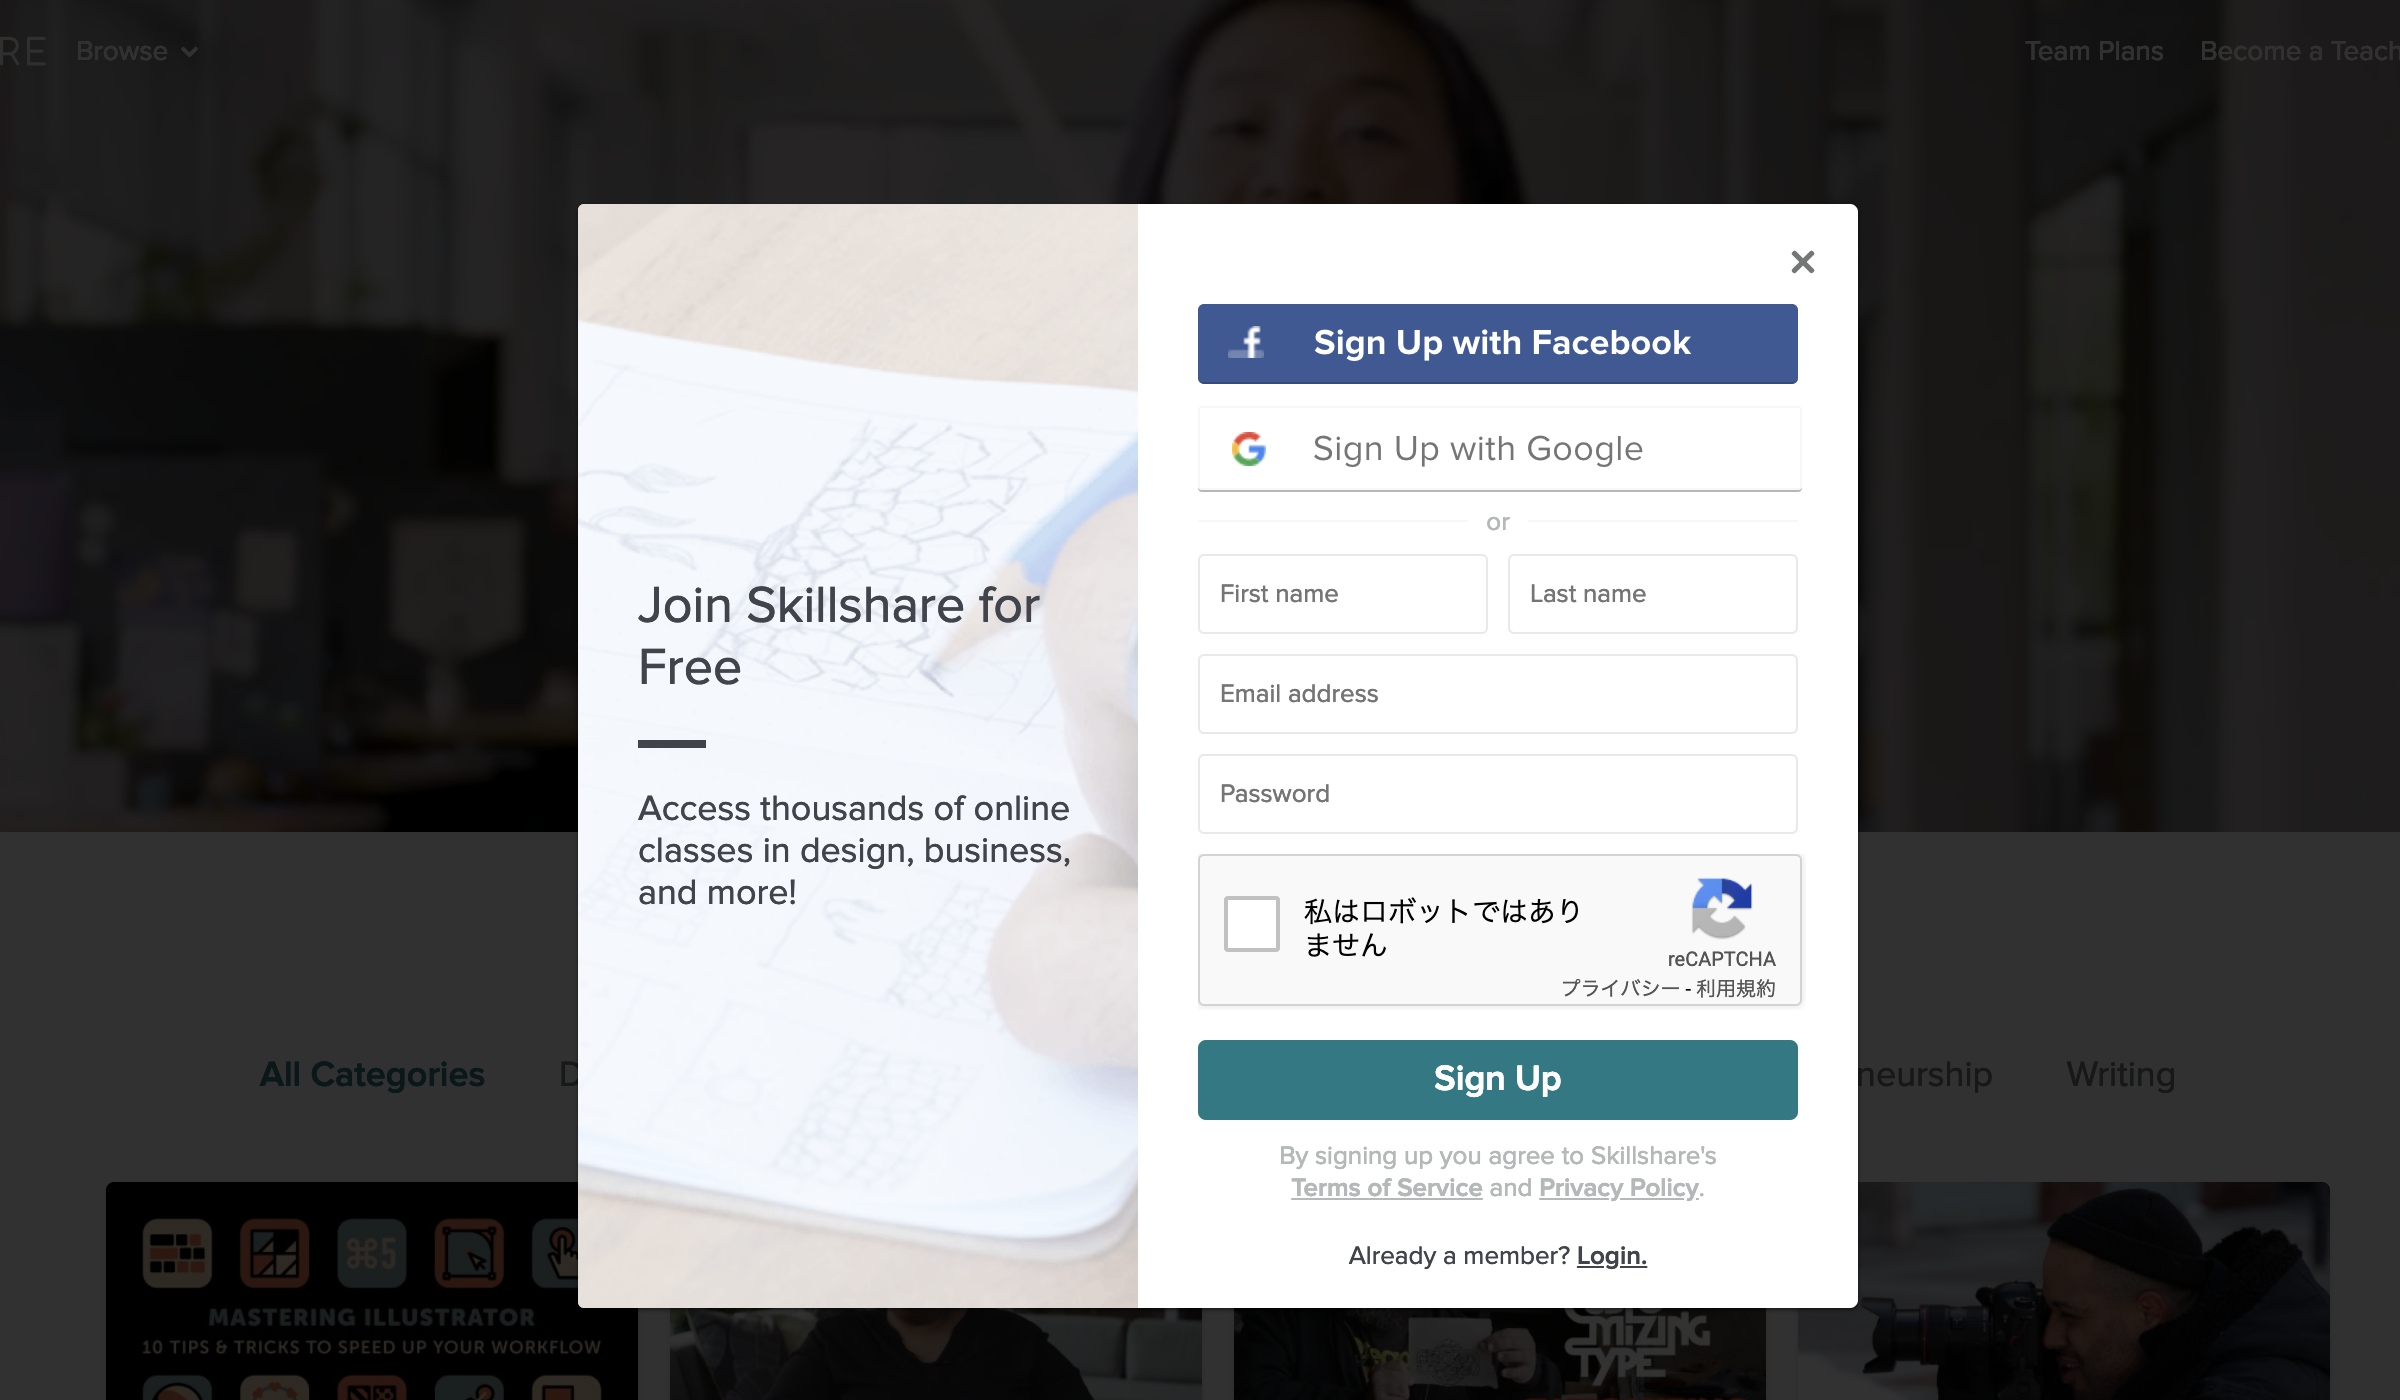 Browse
Team Plans
Become a
Sign Up with Facebook
Sign Up with Google
or
First name
Last name
Email address
Password
私はロボットではあり
ません
reCAPTCHA
プライバシー - 利用規約
Sign Up
By signing up you agree to Skillshare's
Terms of Service and Privacy Policy.
Already a member? Login.
Join Skillshare for
Free
Access thousands of online
classes in design, business,
and more!
All Categories
Writing
⌘5
MASTERING ILLUSTRATOR
10 TIPS & TRICKS TO SPEED UP YOUR WORKFLOW
TYPE